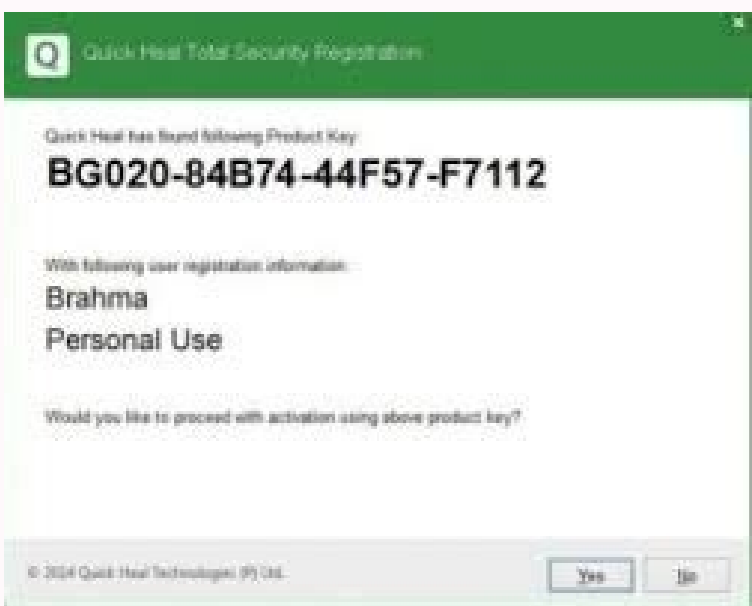 Q
Quick Heal Total Security Registration
Quick Heal has found following Product Key:
BG020-84B74-44F57-F7112
With following user registration information:
Brahma
Personal Use
Would you like to proceed with activation using above product key?
Quick Heal Technologies (P) Ltd.
Yes
No